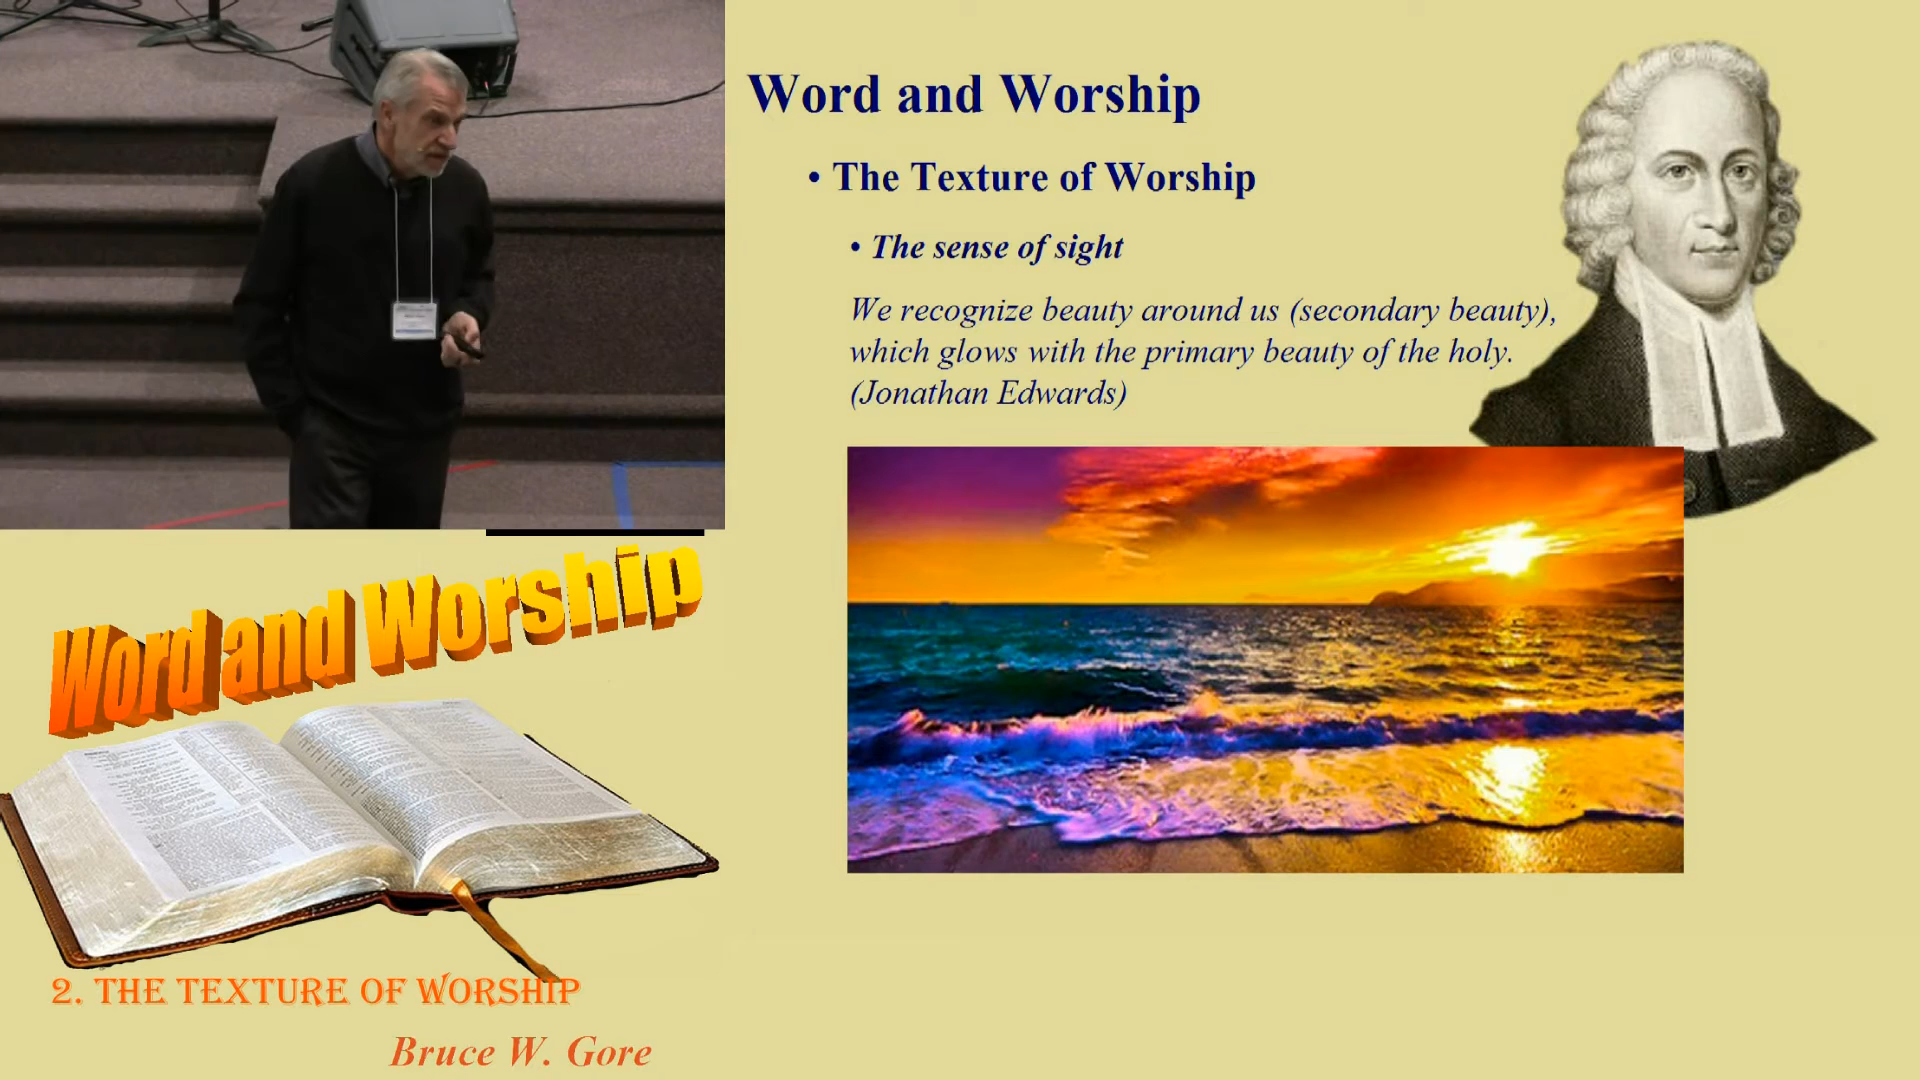 Word and Worship
• The Texture of Worship
• The sense of sight
We recognize beauty around us (secondary beauty),
which glows with the primary beauty of the holy.
(Jonathan Edwards)
Word and Worship
2. The Texture of Worship
Bruce W. Gore